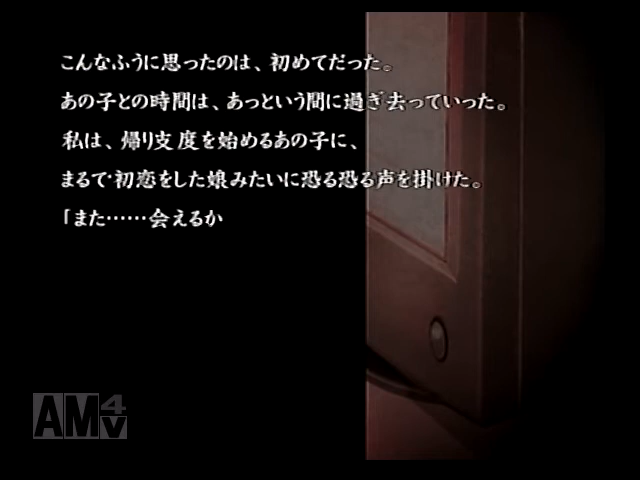 こんなふうに思ったのは、初めてだった。
あの子との時間は、あっという間に過ぎ去っていった。
私は、帰り支度を始めるあの子に、
まるで初恋をした娘みたいに恐る恐る声を掛けた。
「また……会えるか
AM4v